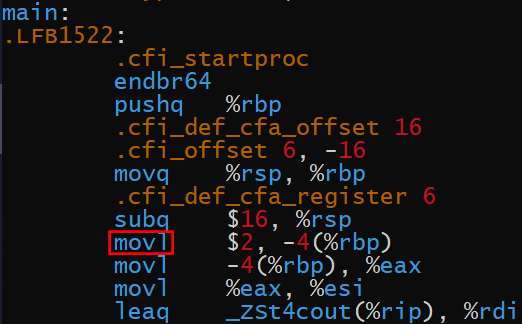 main:
.LFB1522:
.cfi_startproc
endbr64
pushq %rbp
.cfi_def_cfa_offset 16
.cfi_offset 6, -16
movq %rsp, %rbp
.cfi_def_cfa_register 6
subq $16, %rsp
movl $2, -4(%rbp)
movl -4(%rbp), %eax
movl %eax, %esi
leaq _ZSt4cout(%rip), %rdi